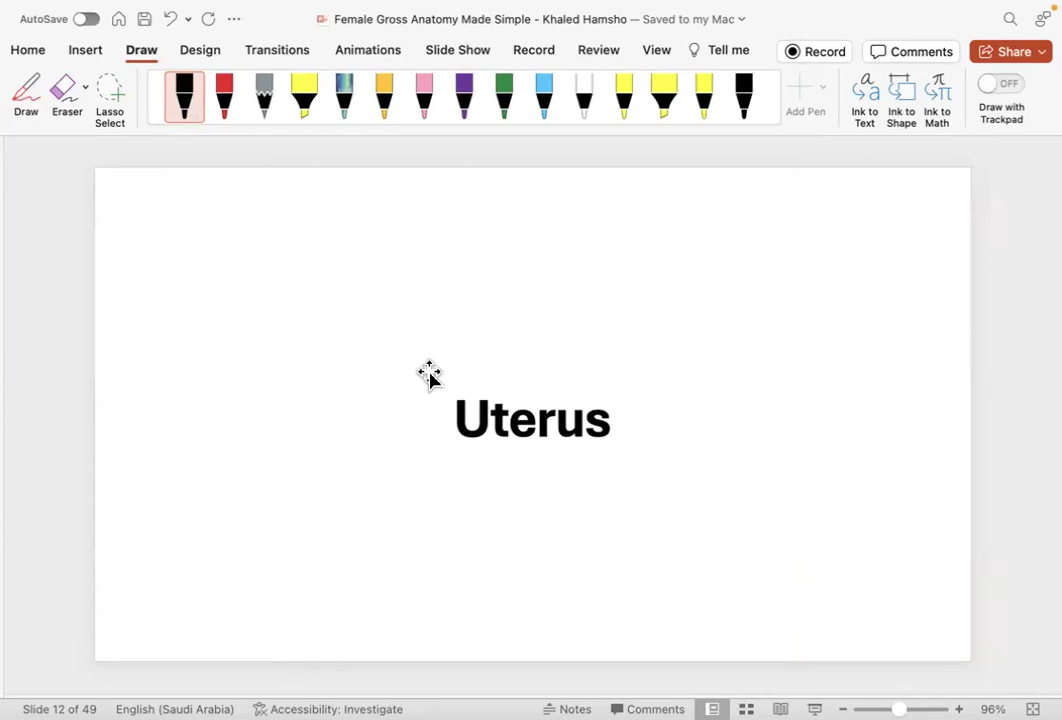 AutoSave
Female Gross Anatomy Made Simple - Khaled Hamsho — Saved to my Mac
Home Insert Draw Design Transitions Animations Slide Show Record Review View Tell me Record Comments Share
Draw Eraser Lasso Select Add Pen Ink to Text Ink to Shape Ink to Math OFF Draw with Trackpad
Uterus
Slide 12 of 49 English (Saudi Arabia) Accessibility: Investigate Notes Comments 96%